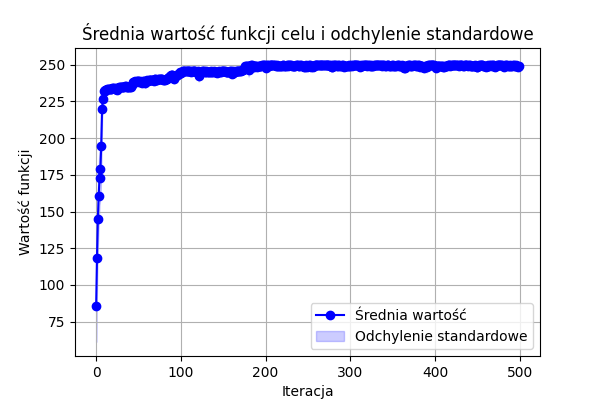 Średnia wartość funkcji celu i odchylenie standardowe
250
225
200
175
150
125
100
75
Wartość funkcji
Średnia wartość
Odchylenie standardowe
0 100 200 300 400 500
Iteracja